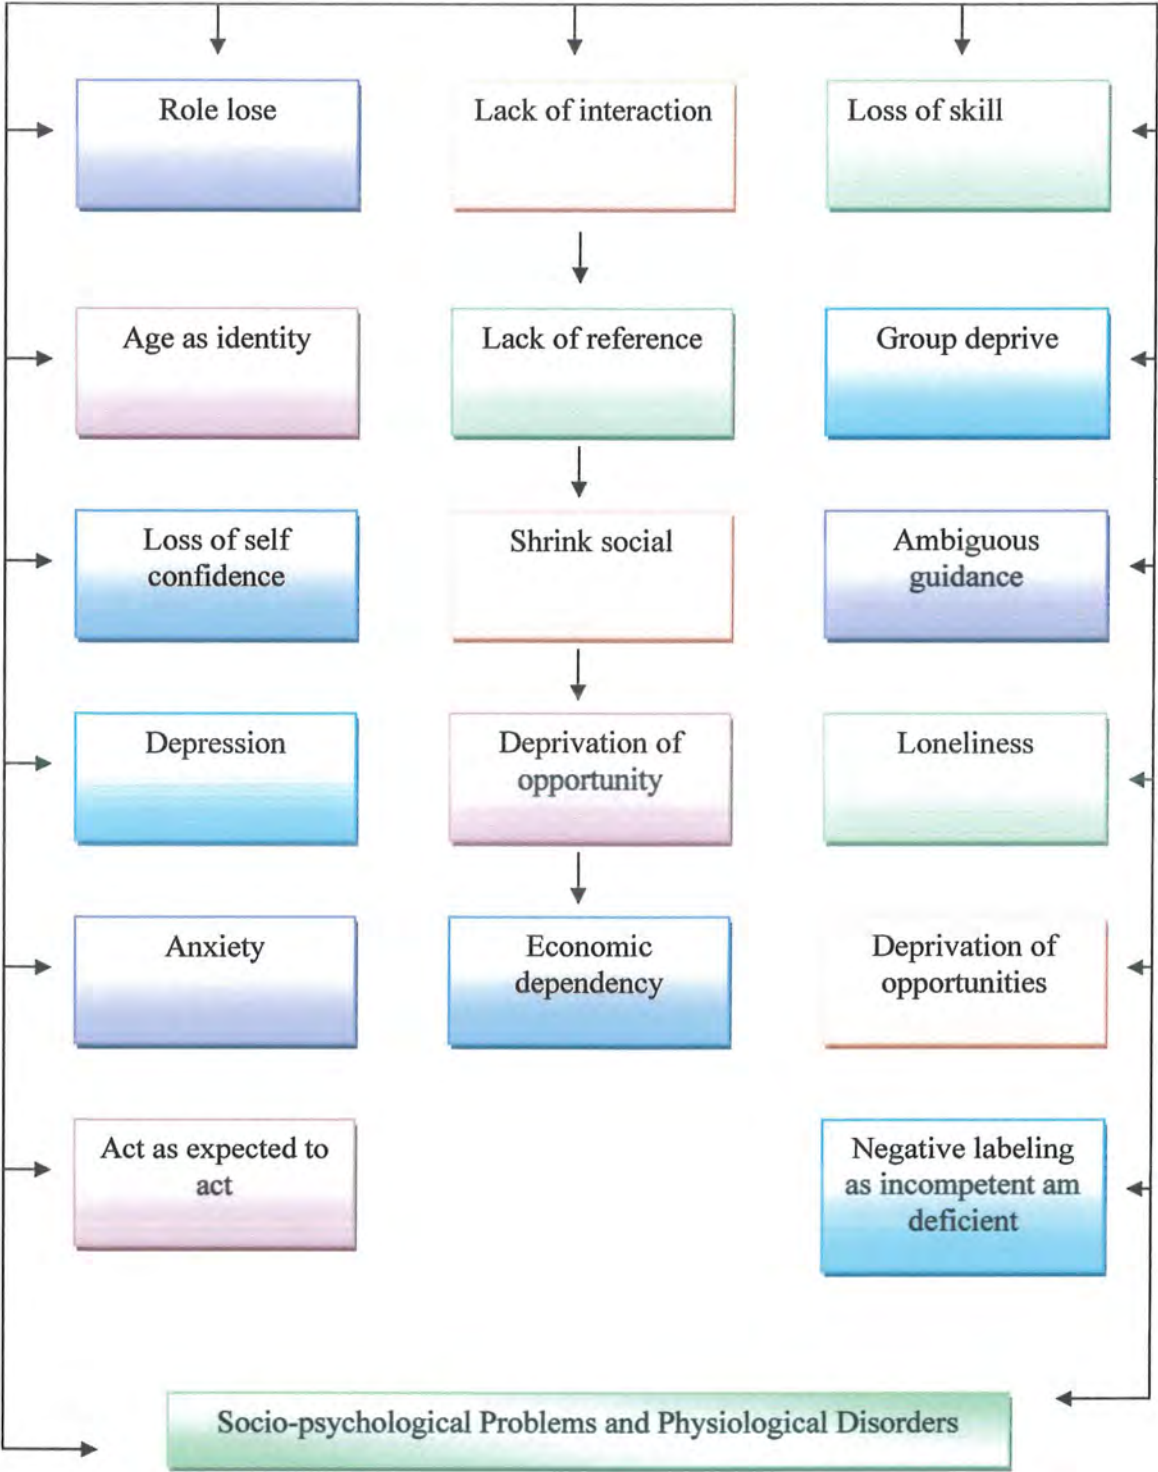 Role lose
Lack of interaction
Loss of skill
Age as identity
Lack of reference
Group deprive
Loss of self
confidence
Shrink social
Ambiguous
guidance
Depression
Deprivation of
opportunity
Loneliness
Anxiety
Economic
dependency
Deprivation of
opportunities
Act as expected to
act
Negative labeling
as incompetent am
deficient
Socio-psychological Problems and Physiological Disorders